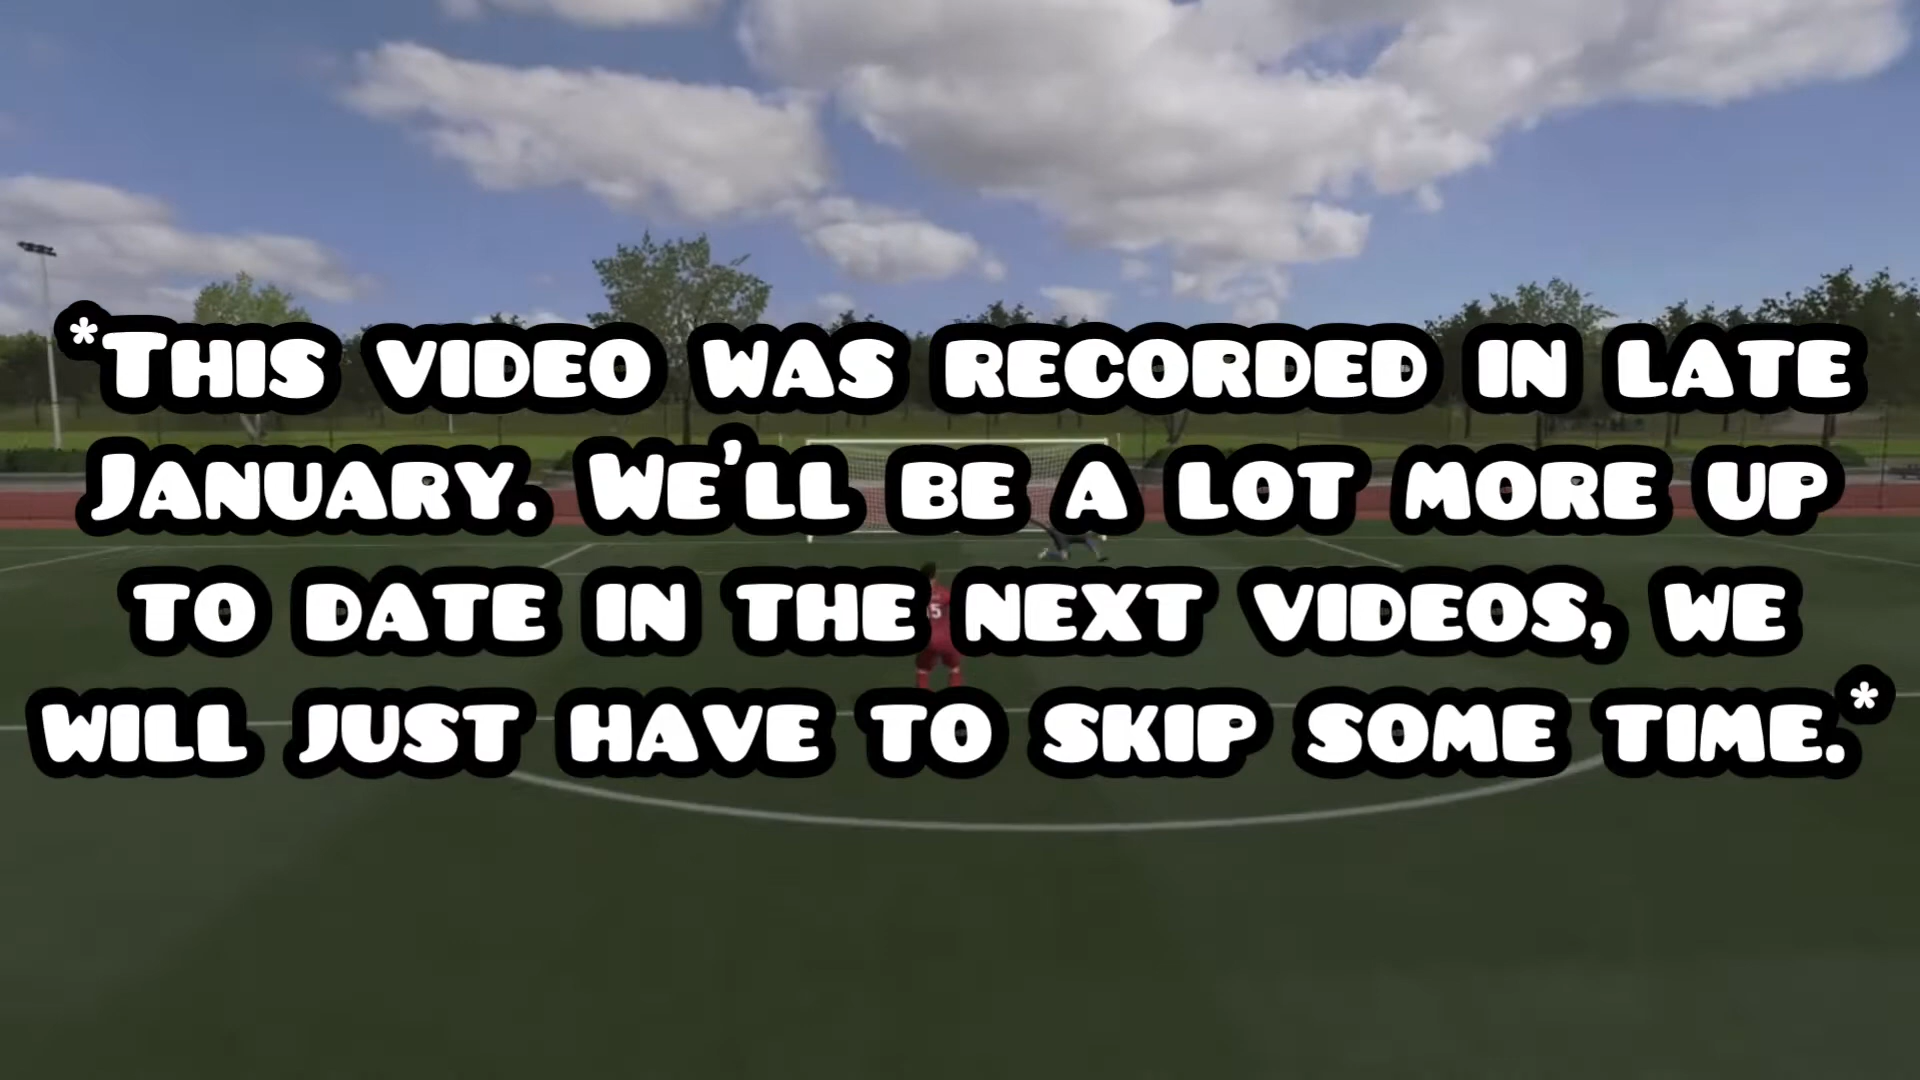 *This video was recorded in late
January. We'll be a lot more up
to date in the next videos, we
will just have to skip some time.*
5